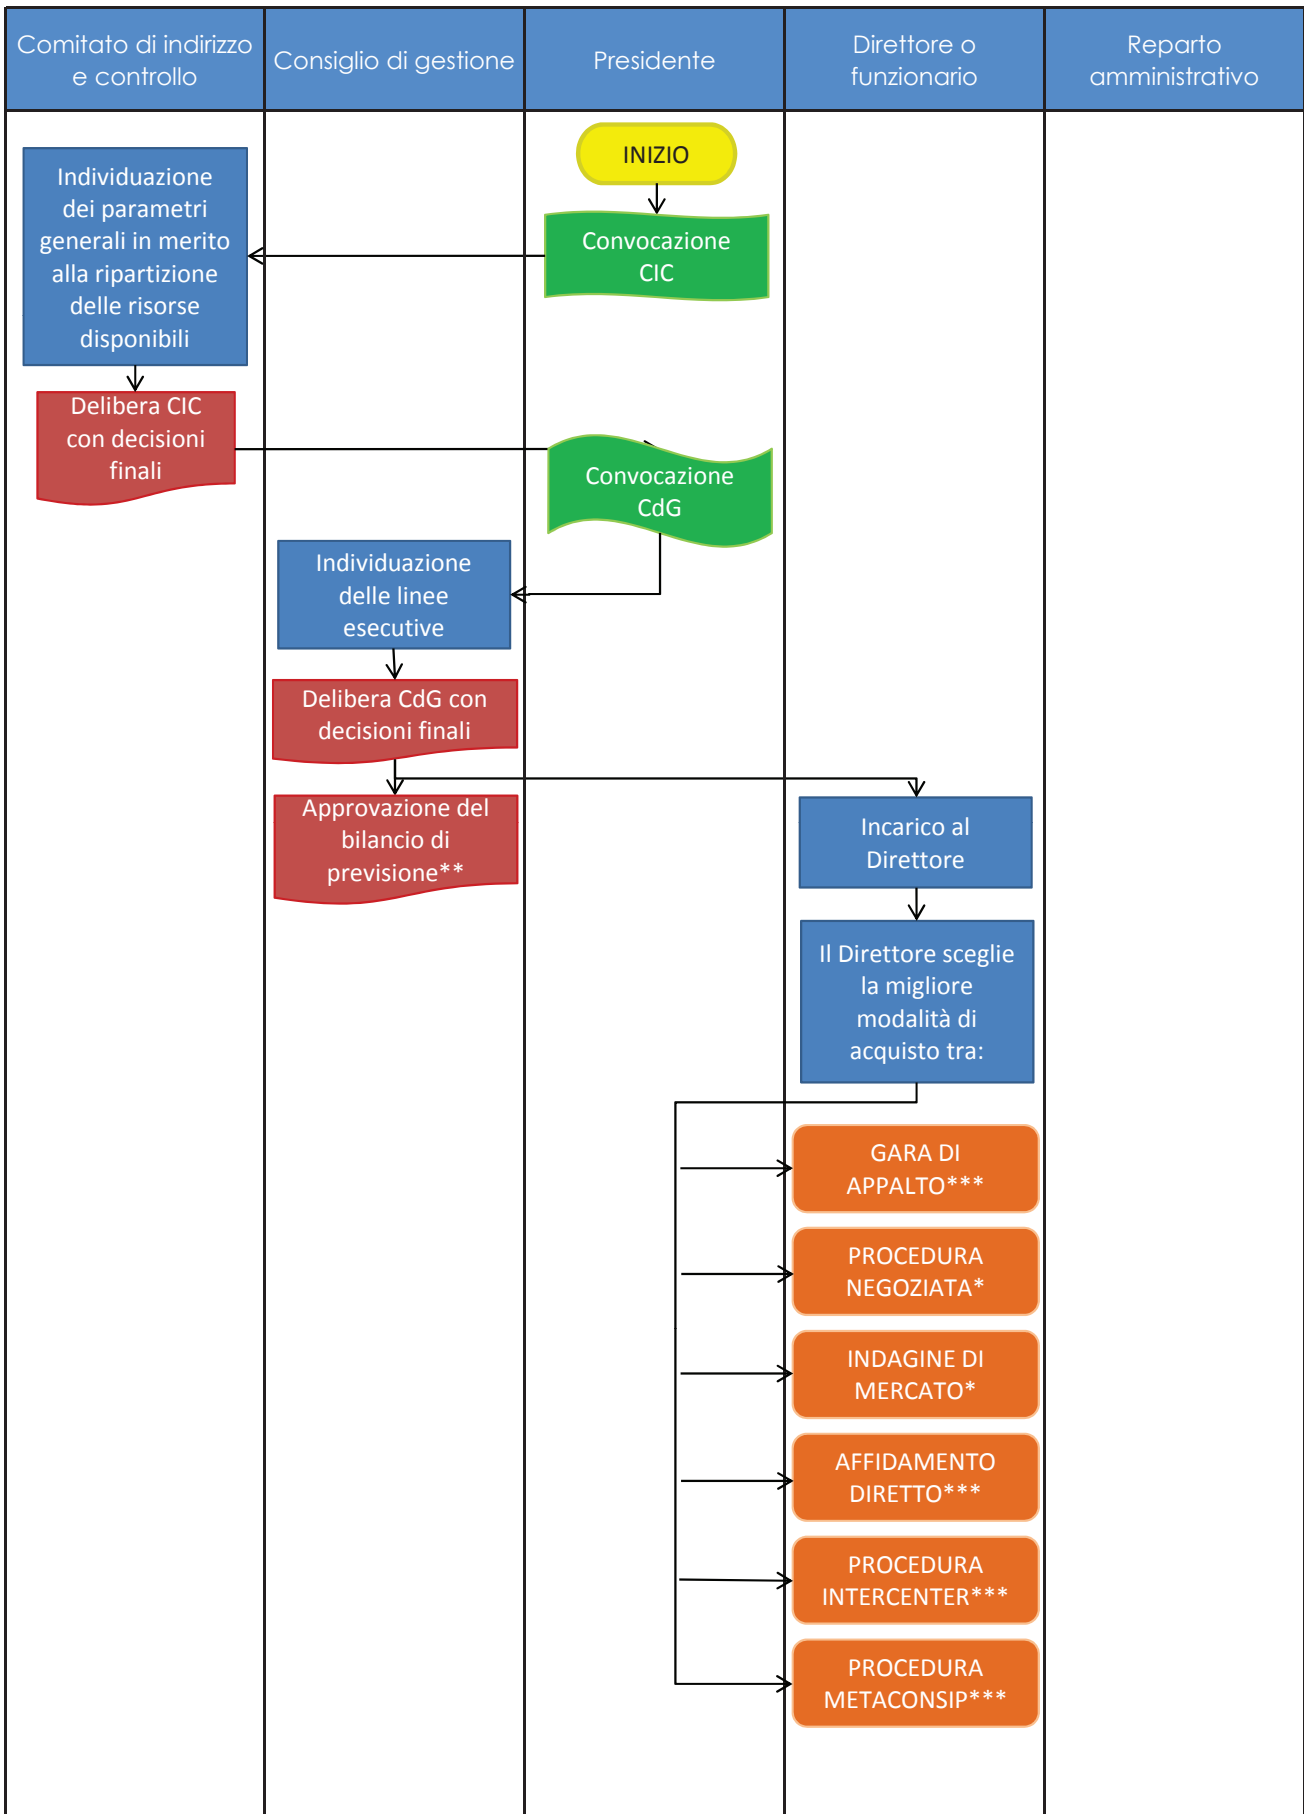 Comitato di indirizzo
e controllo
Consiglio di gestione
Presidente
Direttore o
funzionario
Reparto
amministrativo
INIZIO
Individuazione
dei parametri
generali in merito
alla ripartizione
delle risorse
disponibili
Convocazione
CIC
Delibera CIC
con decisioni
finali
Convocazione
CdG
Individuazione
delle linee
esecutive
Delibera CdG con
decisioni finali
Approvazione del
bilancio di
previsione**
Incarico al
Direttore
Il Direttore sceglie
la migliore
modalità di
acquisto tra:
GARA DI
APPALTO***
PROCEDURA
NEGOZIATA*
INDAGINE DI
MERCATO*
AFFIDAMENTO
DIRETTO***
PROCEDURA
INTERCENTER***
PROCEDURA
METACONSIP***